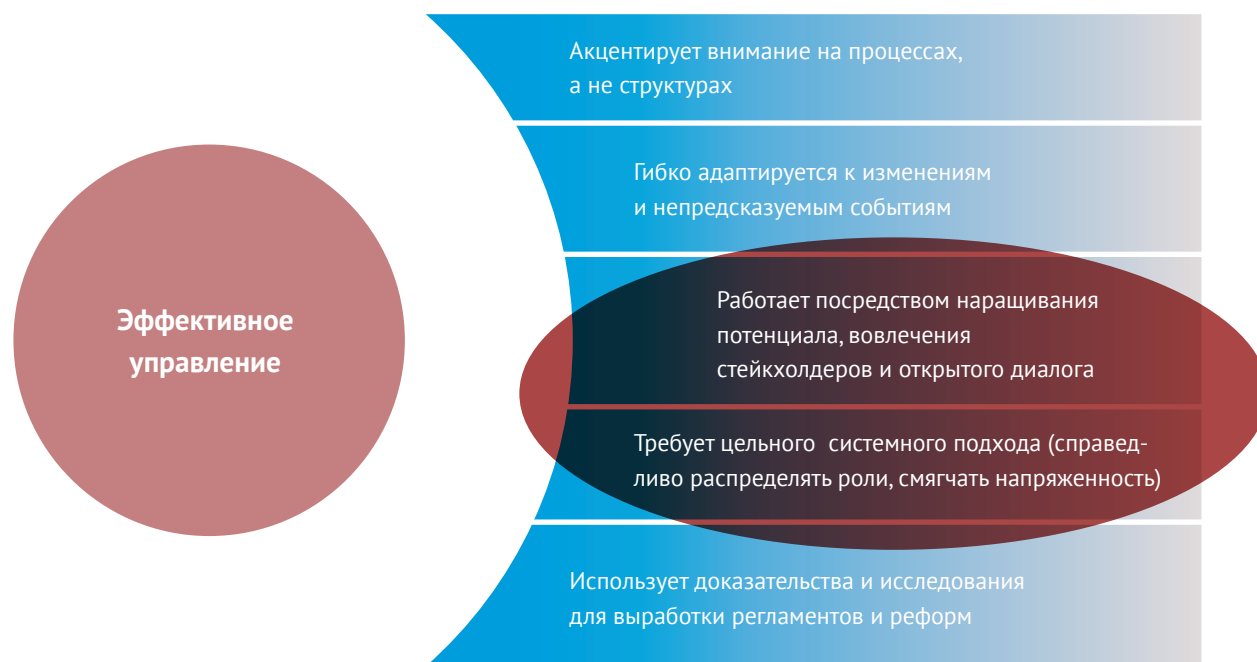 Эффективное
управление
Акцентирует внимание на процессах,
а не структурах
Гибко адаптируется к изменениям
и непредсказуемым событиям
Работает посредством наращивания
потенциала, вовлечения
стейкхолдеров и открытого диалога
Требует цельного  системного подхода (справед-
ливо распределять роли, смягчать напряженность)
Использует доказательства и исследования
для выработки регламентов и реформ